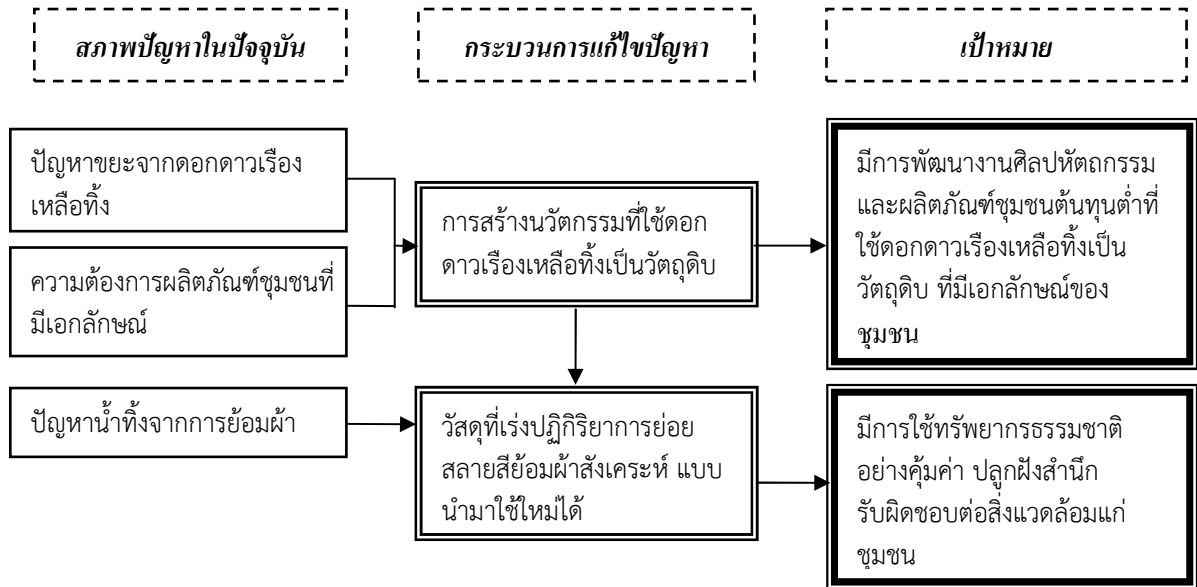 สภาพปัญหาในปัจจุบัน
กระบวนการแก้ไขปัญหา
เป้าหมาย
ปัญหาขยะจากดอกดาวเรือง
เหลือทิ้ง
ความต้องการผลิตภัณฑ์ชุมชนที่
มีเอกลักษณ์
การสร้างนวัตกรรมที่ใช้ดอก
ดาวเรืองเหลือทิ้งเป็นวัตถุดิบ
มีการพัฒนางานศิลปหัตถกรรม
และผลิตภัณฑ์ชุมชนต้นทุนต่ำที่
ใช้ดอกดาวเรืองเหลือทิ้งเป็น
วัตถุดิบ ที่มีเอกลักษณ์ของ
ชุมชน
ปัญหาน้ำทิ้งจากการย้อมผ้า
วัสดุที่เร่งปฏิกิริยาการย่อย
สลายสีย้อมผ้าสังเคระห์ แบบ
นำมาใช้ใหม่ได้
มีการใช้ทรัพยากรธรรมชาติ
อย่างคุ้มค่า ปลูกฝังสำนึก
รับผิดชอบต่อสิ่งแวดล้อมแก่
ชุมชน